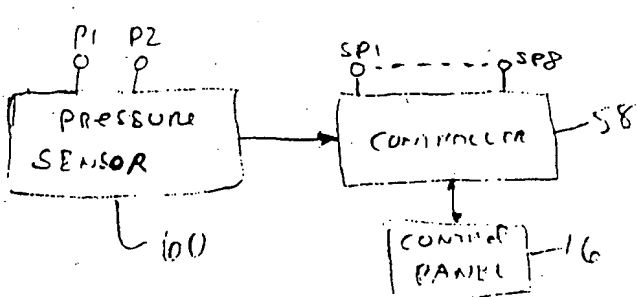 P1 P2
SP1
SP8
PRESSURE
SENSOR
CONTROLLER
58
100
CONTROL
PANEL
16